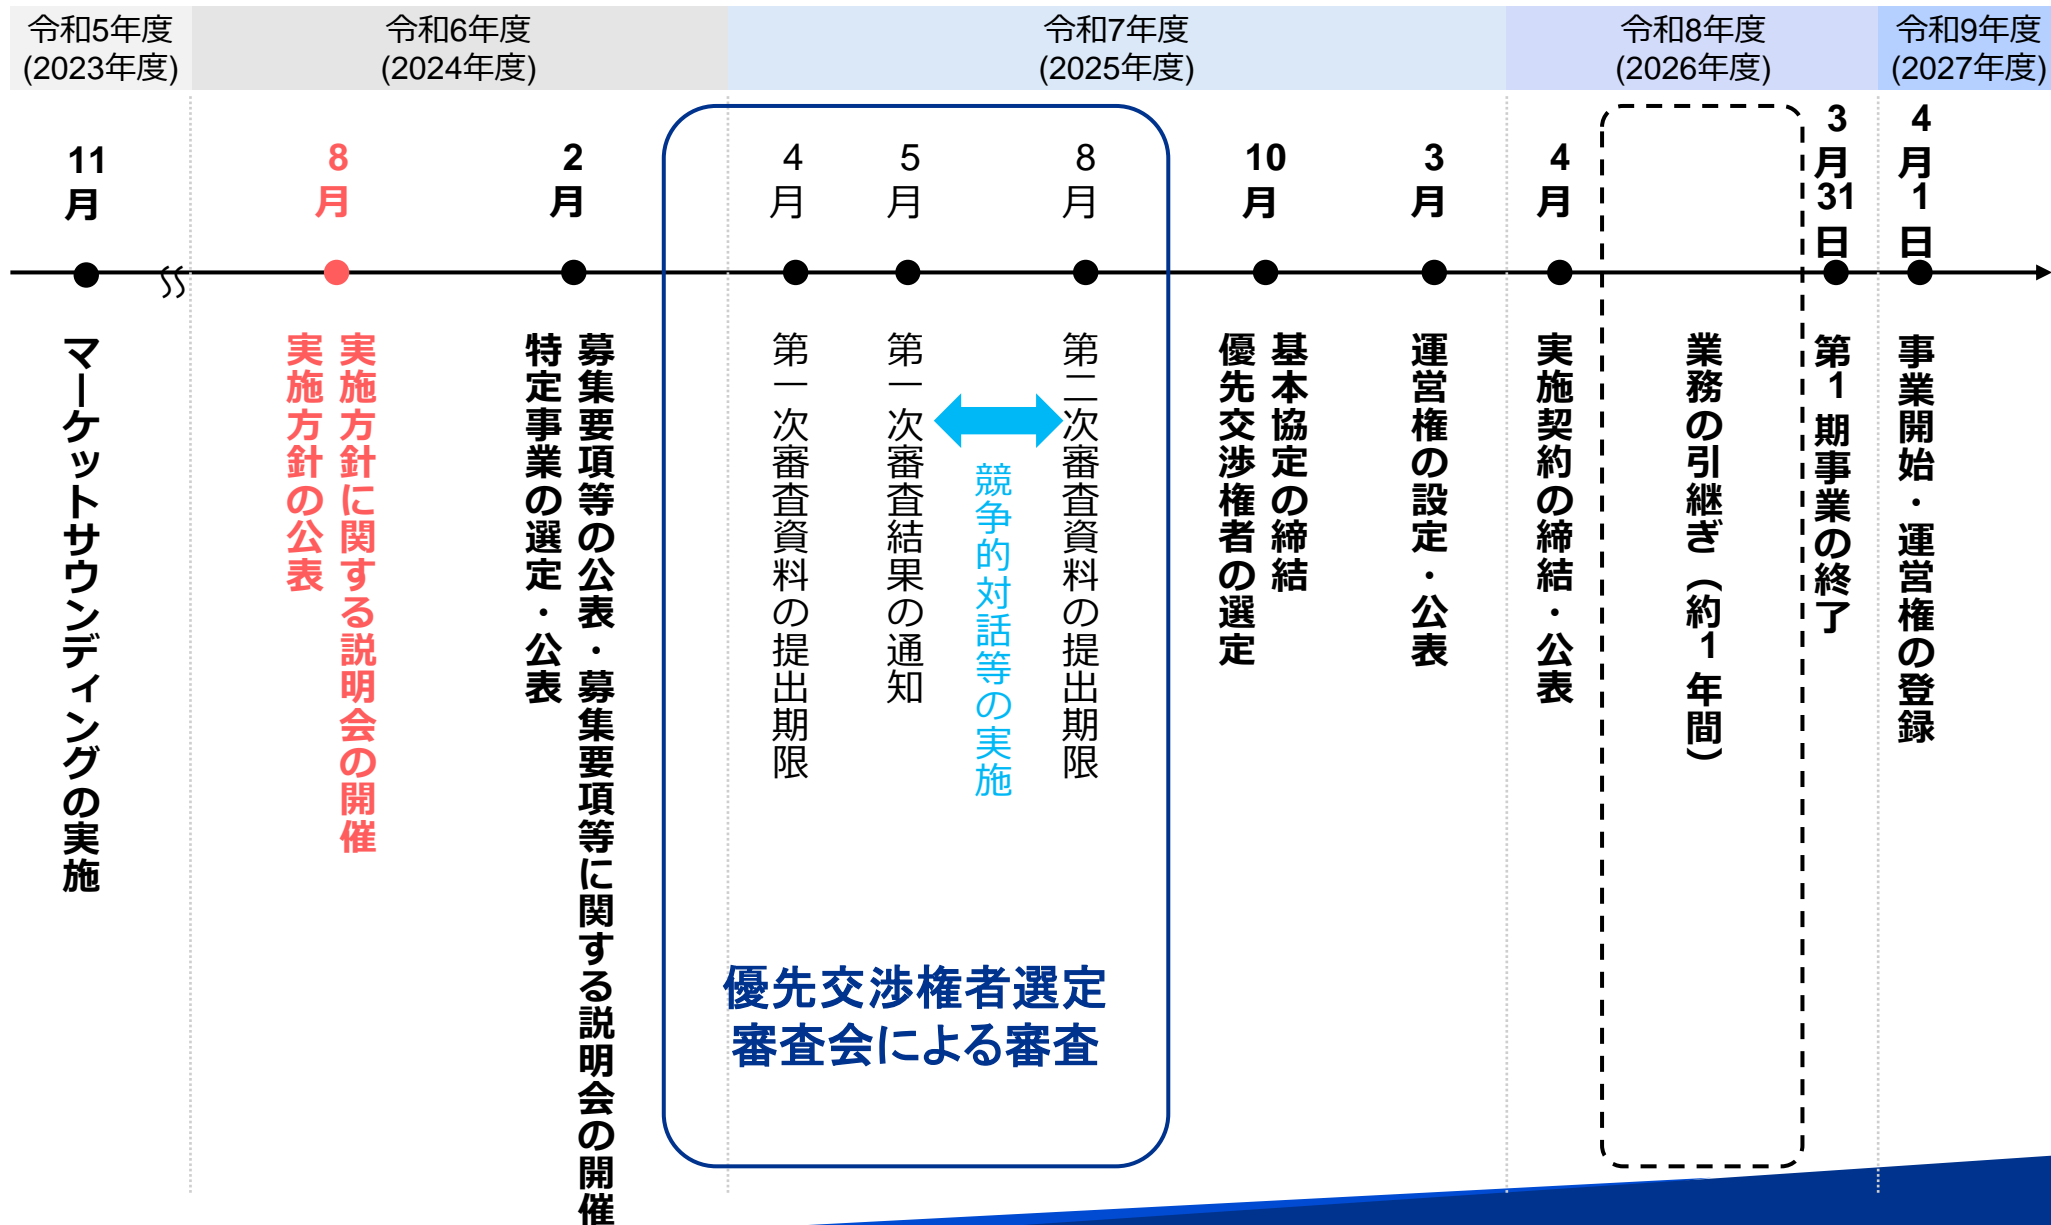 令和5年度
(2023年度)
令和6年度
(2024年度)
令和7年度
(2025年度)
令和8年度
(2026年度)
令和9年度
(2027年度)
11
月
8
月
2
月
4
月
5
月
8
月
10
月
3
月
4
月
3
月
31
日
4
月
1
日
マーケットサウンディングの実施
実施方針に関する説明会の開催
実施方針の公表
募集要項等の公表・募集要項等に関する説明会の開催
特定事業の選定・公表
第一次審査資料の提出期限
第一次審査結果の通知
競争的対話等の実施
第二次審査資料の提出期限
基本協定の締結
優先交渉権者の選定
運営権の設定・公表
実施契約の締結・公表
業務の引継ぎ（約1年間）
第1期事業の終了
事業開始・運営権の登録
優先交渉権者選定
審査会による審査